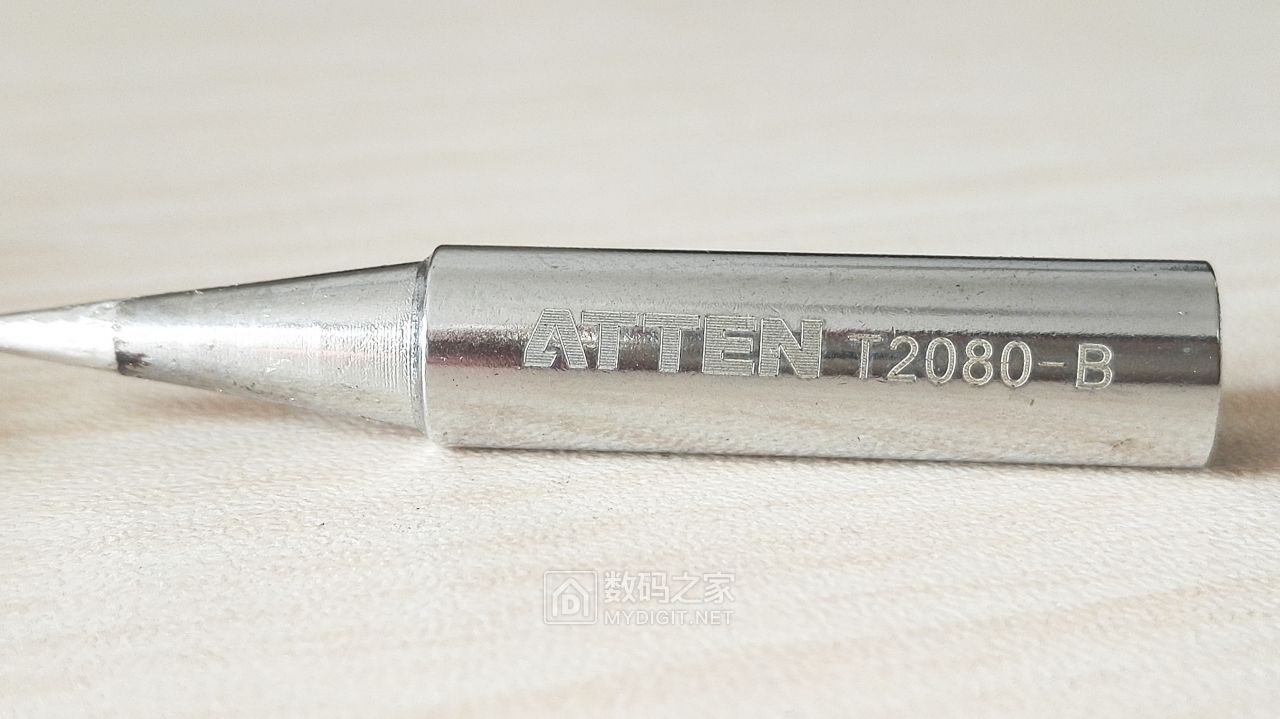 ATTEN T2080-B
数码之家
MYDIGIT.NET